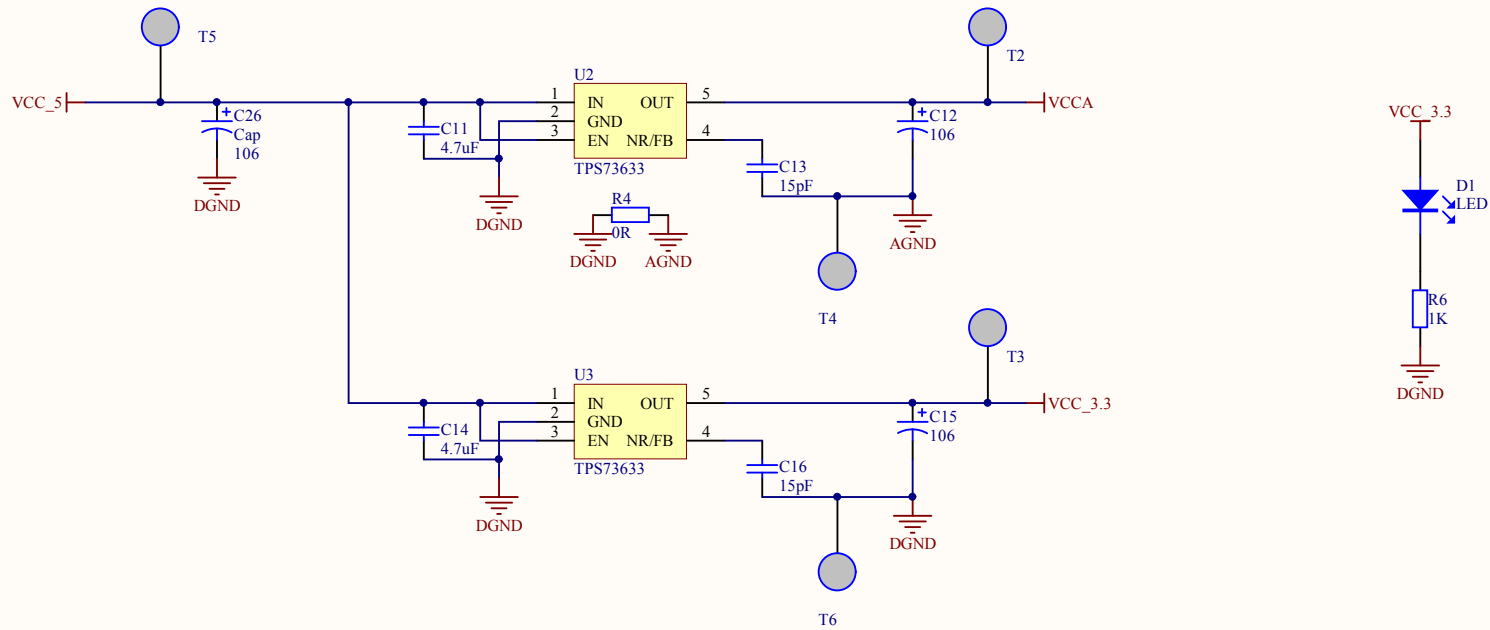 T5
T2
VCC_5
C26
Cap
106
DGND
C11
4.7uF
DGND
U2
1
2
3
IN
GND
EN
OUT
NR/FB
5
4
TPS73633
C13
15pF
C12
106
VCCA
AGND
R4
0R
DGND
AGND
T4
VCC_3.3
D1
LED
R6
1K
DGND
T3
C14
4.7uF
DGND
U3
1
2
3
IN
GND
EN
OUT
NR/FB
5
4
TPS73633
C16
15pF
C15
106
VCC_3.3
DGND
T6